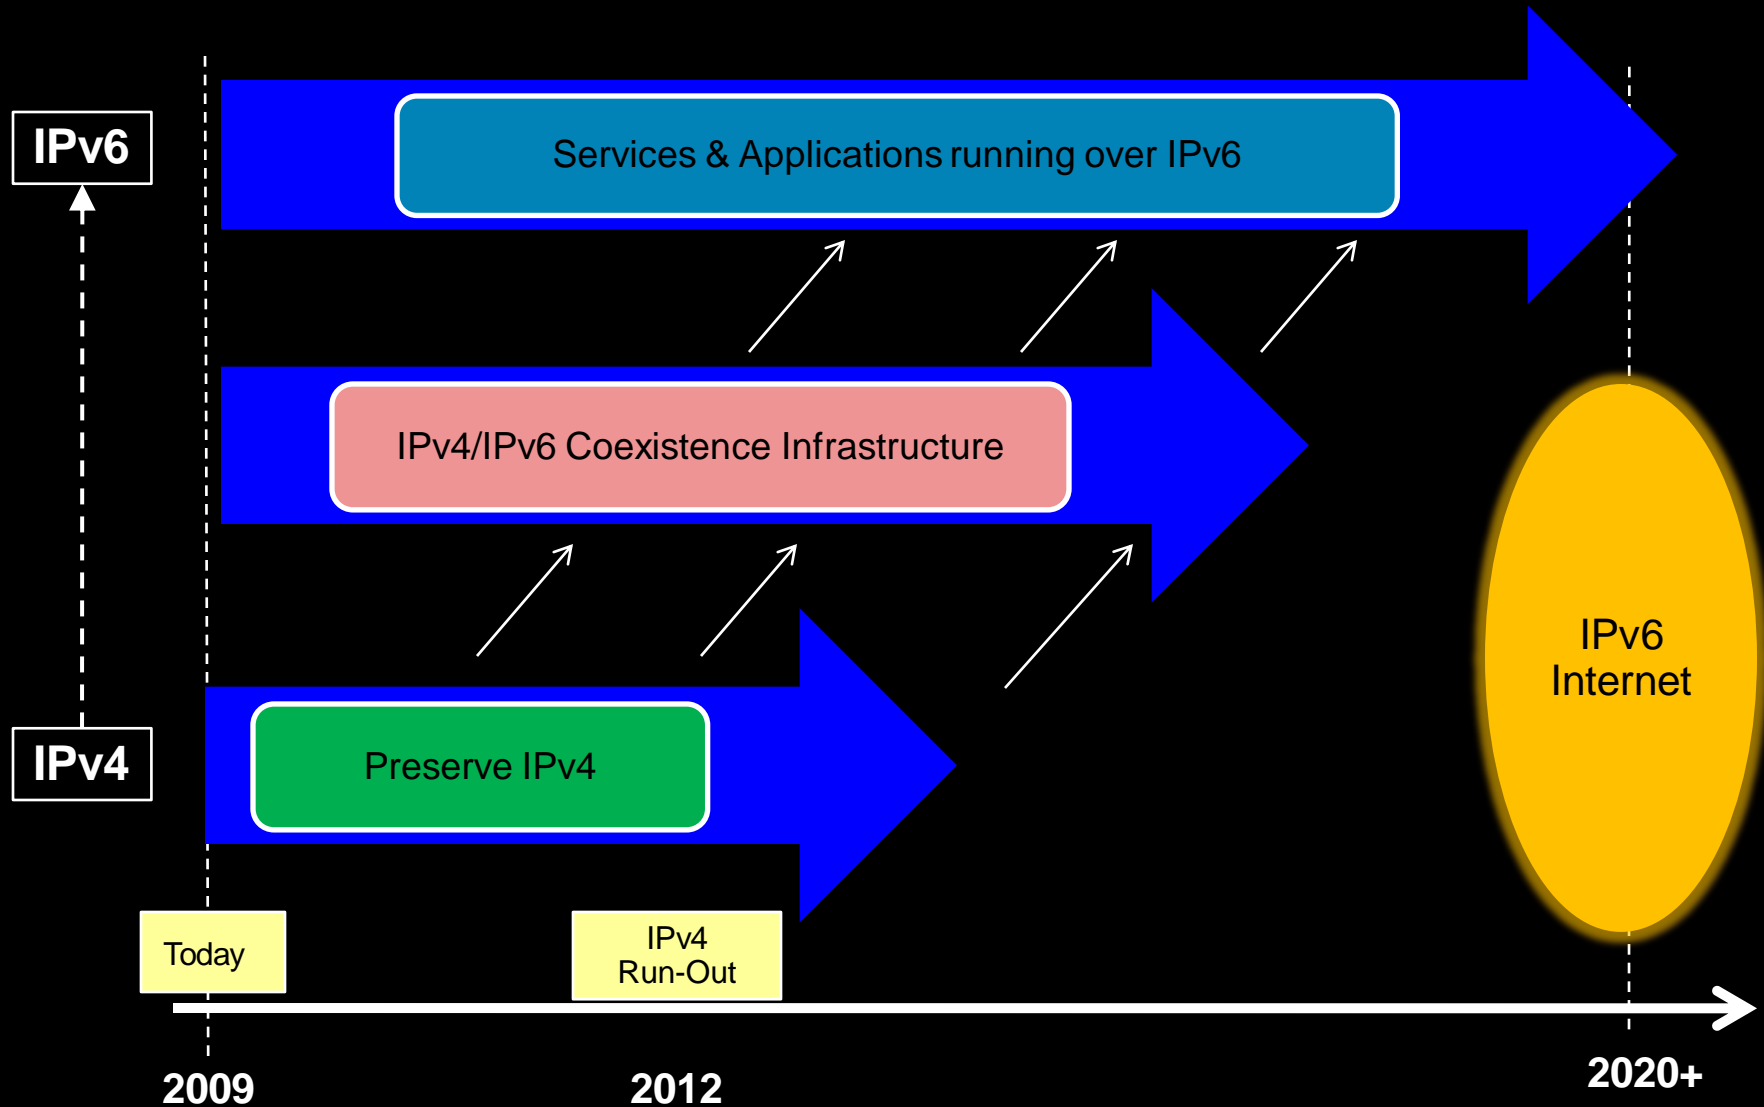 IPv6
Services & Applications running over IPv6
IPv4/IPv6 Coexistence Infrastructure
IPv6
Internet
IPv4
Preserve IPv4
Today
IPv4
Run-Out
2009
2012
2020+